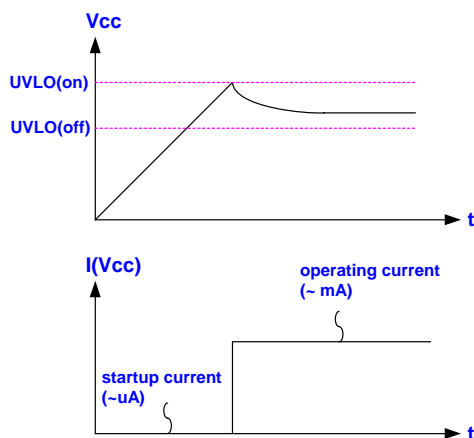 Vcc
UVLO(on)
UVLO(off)
t
I(Vcc)
operating current
(~ mA)
startup current
(~uA)
t